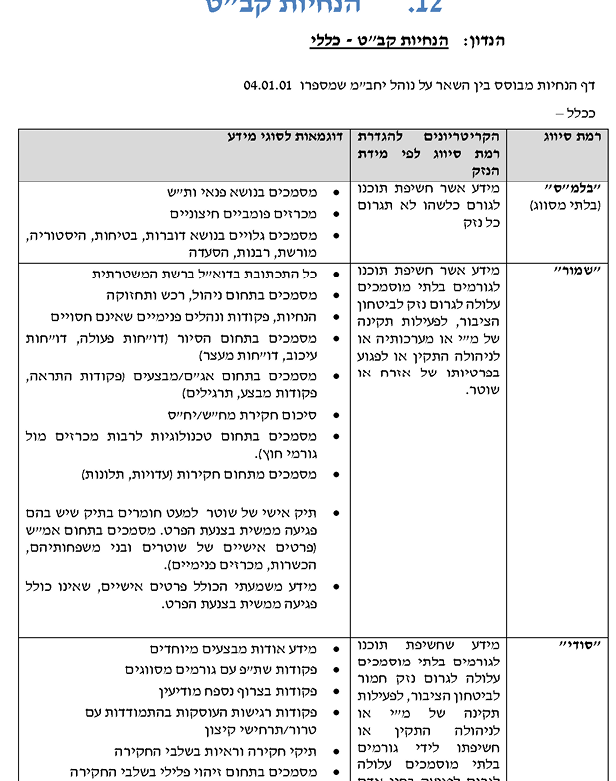 12. הנחיות קב"ט
הנדון: הנחיות קב"ט - כללי
דף הנחיות מבוסס בין השאר על נוהל יחב"מ שמספרו 04.01.01
ככלל –
רמת סיווג
הקריטריונים להגדרת
רמת סיווג לפי מידת
הנזק
דוגמאות לסוגי מידע
"בלמ"ס"
(בלתי מסווג)
מידע אשר חשיפת תוכנו
לגורם כלשהו לא תגרום
כל נזק
• מסמכים בנושא פנאי ות"ש
• מכרזים פומביים חיצוניים
• מסמכים גלויים בנושא דוברות, בטיחות, היסטוריה,
מורשת, רבנות, הסעדה
"שמור"
מידע אשר חשיפת תוכנו
לגורמים בלתי מוסמכים
עלולה לגרום נזק לביטחון
הציבור, לפעילות תקינה
של מ"י או מערכותיה או
לניהולה התקין או לפגוע
בפרטיותו של אזרח או
שוטר.
• כל התכתובת בדוא"ל ברשת המשטרתית
• מסמכים בתחום ניהול, רכש ותחזוקה
• הנחיות, פקודות ונהלים פנימיים שאינם חסויים
• מסמכים בתחום הסיור (דו"חות פעולה, דו"חות
עיכוב, דו"חות מעצר)
• מסמכים בתחום אג"ם/מבצעים (פקודות התראה,
פקודות מבצע, תרגילים)
• סיכום חקירת מח"ש/יח"ס
• מסמכים בתחום טכנולוגיות לרבות מכרזים מול
גורמי חוץ).
• מסמכים מתחום חקירות (עדויות, תלונות)
• תיק אישי של שוטר למעט חומרים בתיק שיש בהם
פגיעה ממשית בצנעת הפרט. מסמכים בתחום אמ"ש
(פרטים אישיים של שוטרים ובני משפחותיהם,
הכשרות, מכרזים פנימיים).
• מידע משמעתי הכולל פרטים אישיים, שאינו כולל
פגיעה ממשית בצנעת הפרט.
"סודי"
מידע שחשיפת תוכנו
לגורמים בלתי מוסמכים
עלולה לגרום נזק חמור
לביטחון הציבור, לפעילות
תקינה של מ"י או
לניהולה התקין או
חשיפתו לידי גורמים
בלתי מוסמכים עלולה
• מידע אודות מבצעים מיוחדים
• פקודות שת"פ עם גורמים מסווגים
• פקודות בצרוף נספח מודיעין
• פקודות רגישות העוסקות בהתמודדות עם
טרור/תרחישי קיצון
• תיקי חקירה וראיות בשלבי החקירה
• מסמכים בתחום זיהוי פלילי בשלבי החקירה